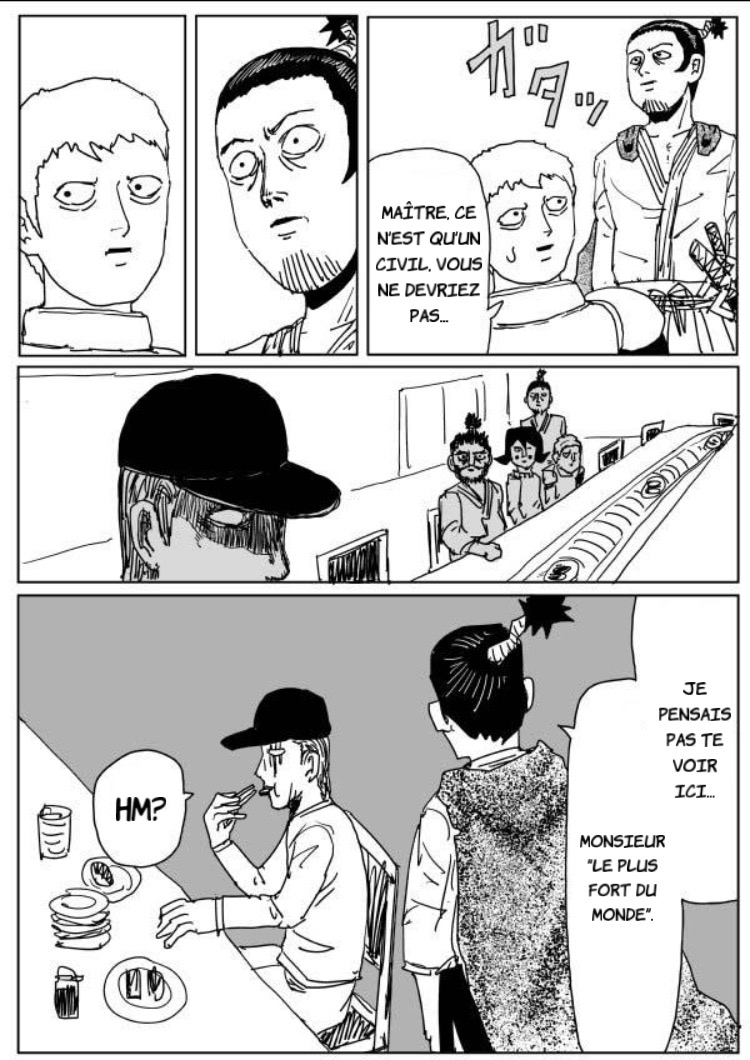 ガタッ
MAÎTRE, CE
N'EST QU'UN
CIVIL, VOUS
NE DEVRIEZ
PAS...
JE
PENSAIS
PAS TE
VOIR
ICI...
MONSIEUR
"LE PLUS
FORT DU
MONDE".
HM?